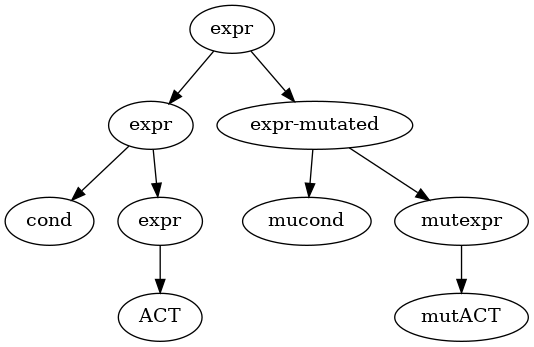 expr
expr
expr-mutated
cond
expr
mucond
mutexpr
ACT
mutACT